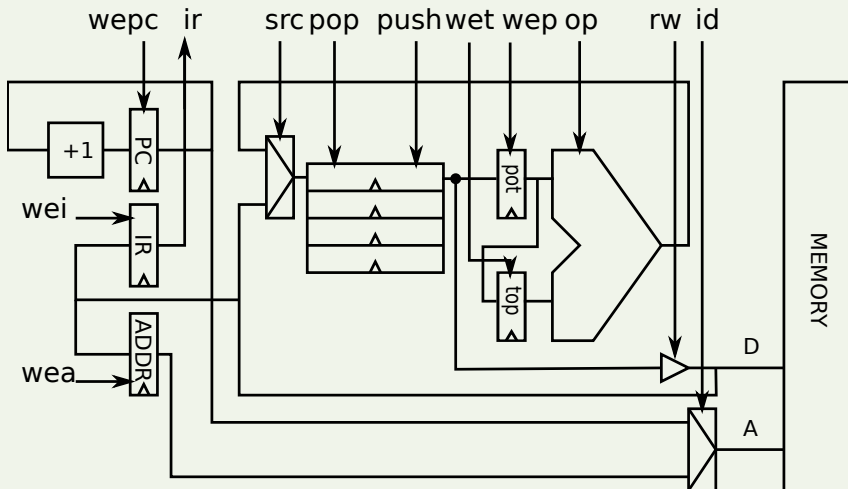 wepc ir src pop push wet wep op rw id
+1
PC
pot
wei
IR
top
MEMORY
ADDR
wea
D
A